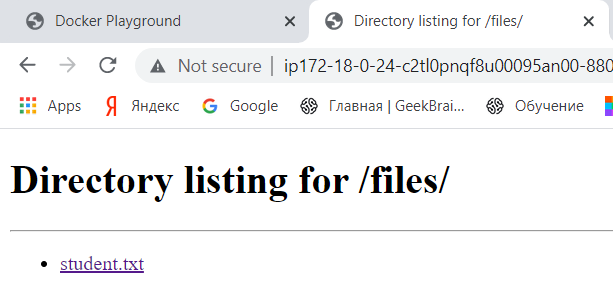 Docker Playground
Directory listing for /files/
Not secure | ip172-18-0-24-c2tl0pnqf8u00095an00-880
Apps Яндекс Google Главная | GeekBrai... Обучение
Directory listing for /files/
student.txt